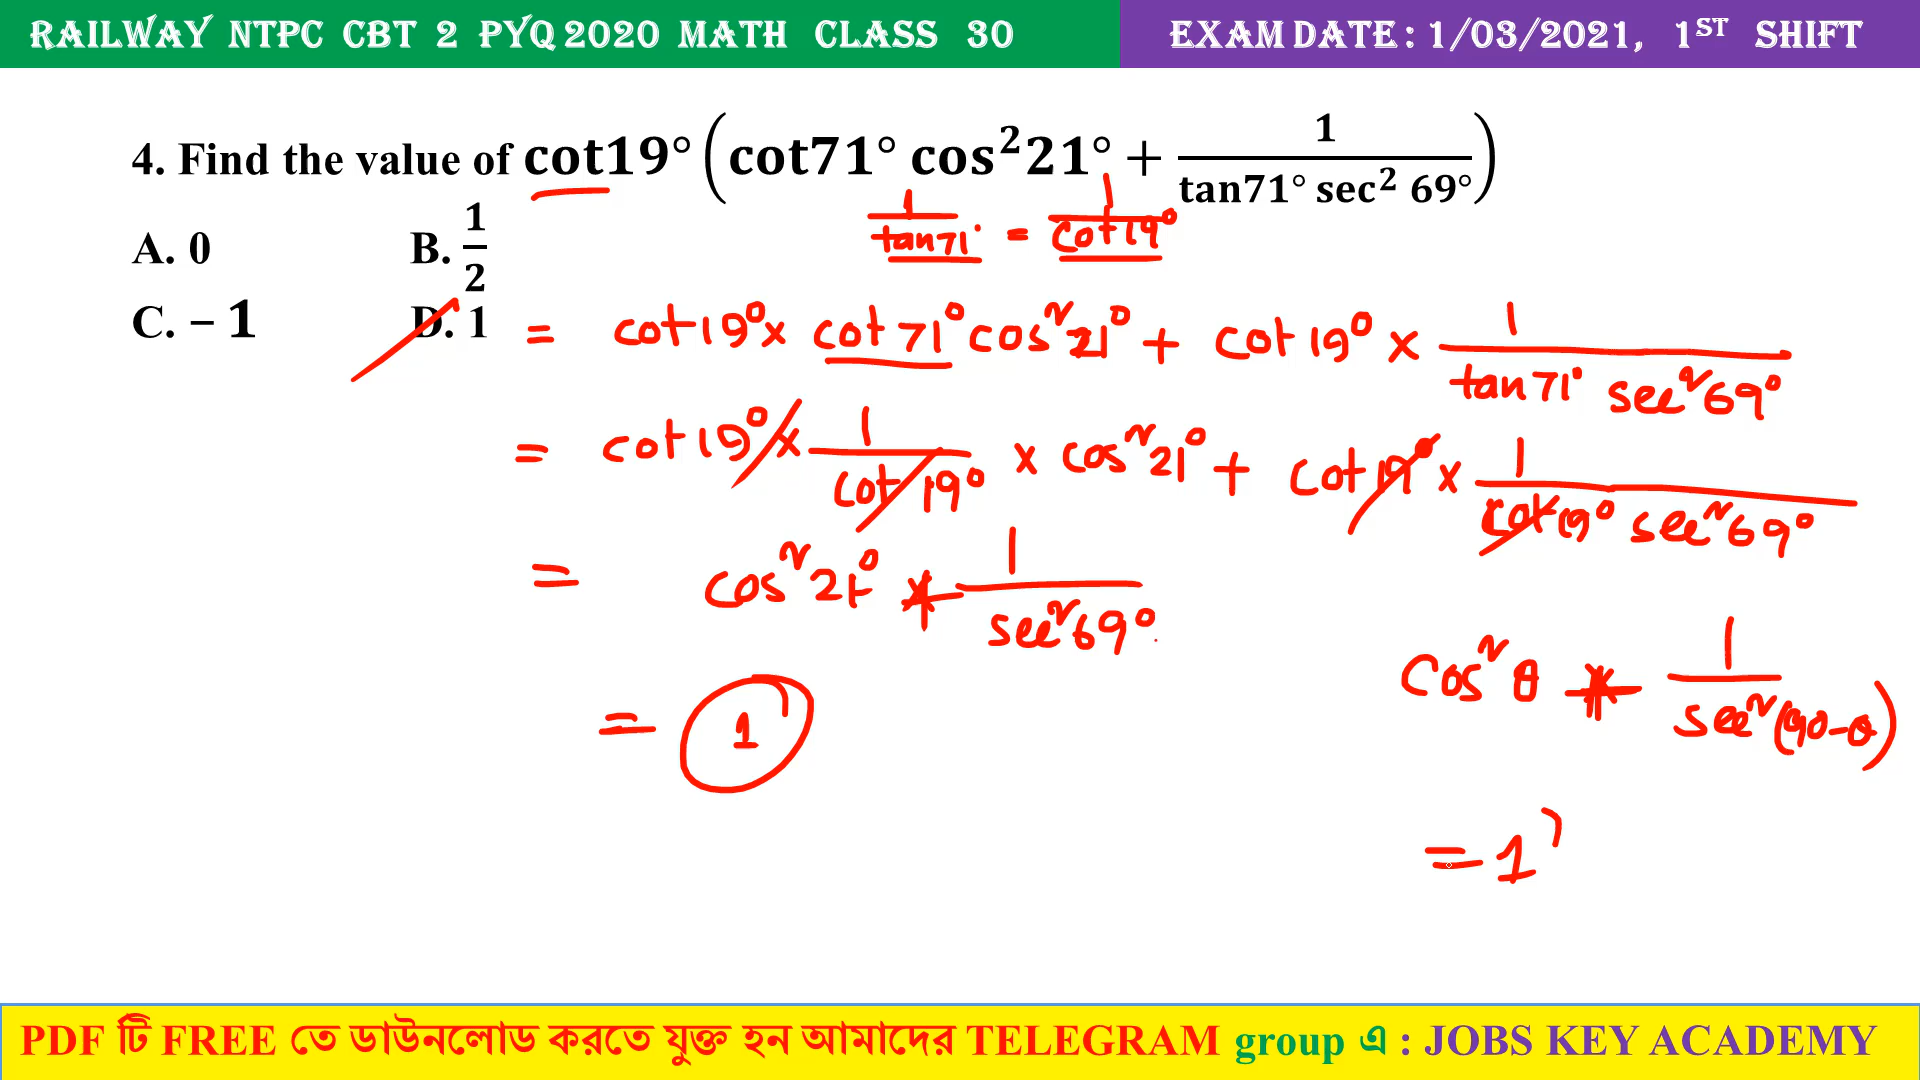 RAILWAY NTPC CBT 2 PYQ 2020 MATH CLASS 30
EXAM DATE : 1/03/2021, 1ST SHIFT
4. Find the value of cot19° (cot71° cos²21° + 1/(tan71° sec² 69°))
A. 0 B. 1/2
C. – 1 D. 1
1/tan71° = 1/cot19°
= cot19° × cot71° cos²21° + cot19° × 1/(tan71° sec²69°)
= cot19° × 1/cot19° × cos²21° + cot19° × 1/(cot19° sec²69°)
= cos²21° + 1/sec²69°
= 1
cos²θ + 1/sec²(90-θ)
= 1
PDF টি FREE তে ডাউনলোড করতে যুক্ত হন আমাদের TELEGRAM group এ : JOBS KEY ACADEMY